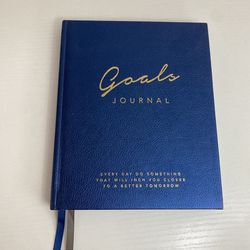 Goals
JOURNAL
EVERY DAY DO SOMETHING
THAT WILL INCH YOU CLOSER
TO A BETTER TOMORROW